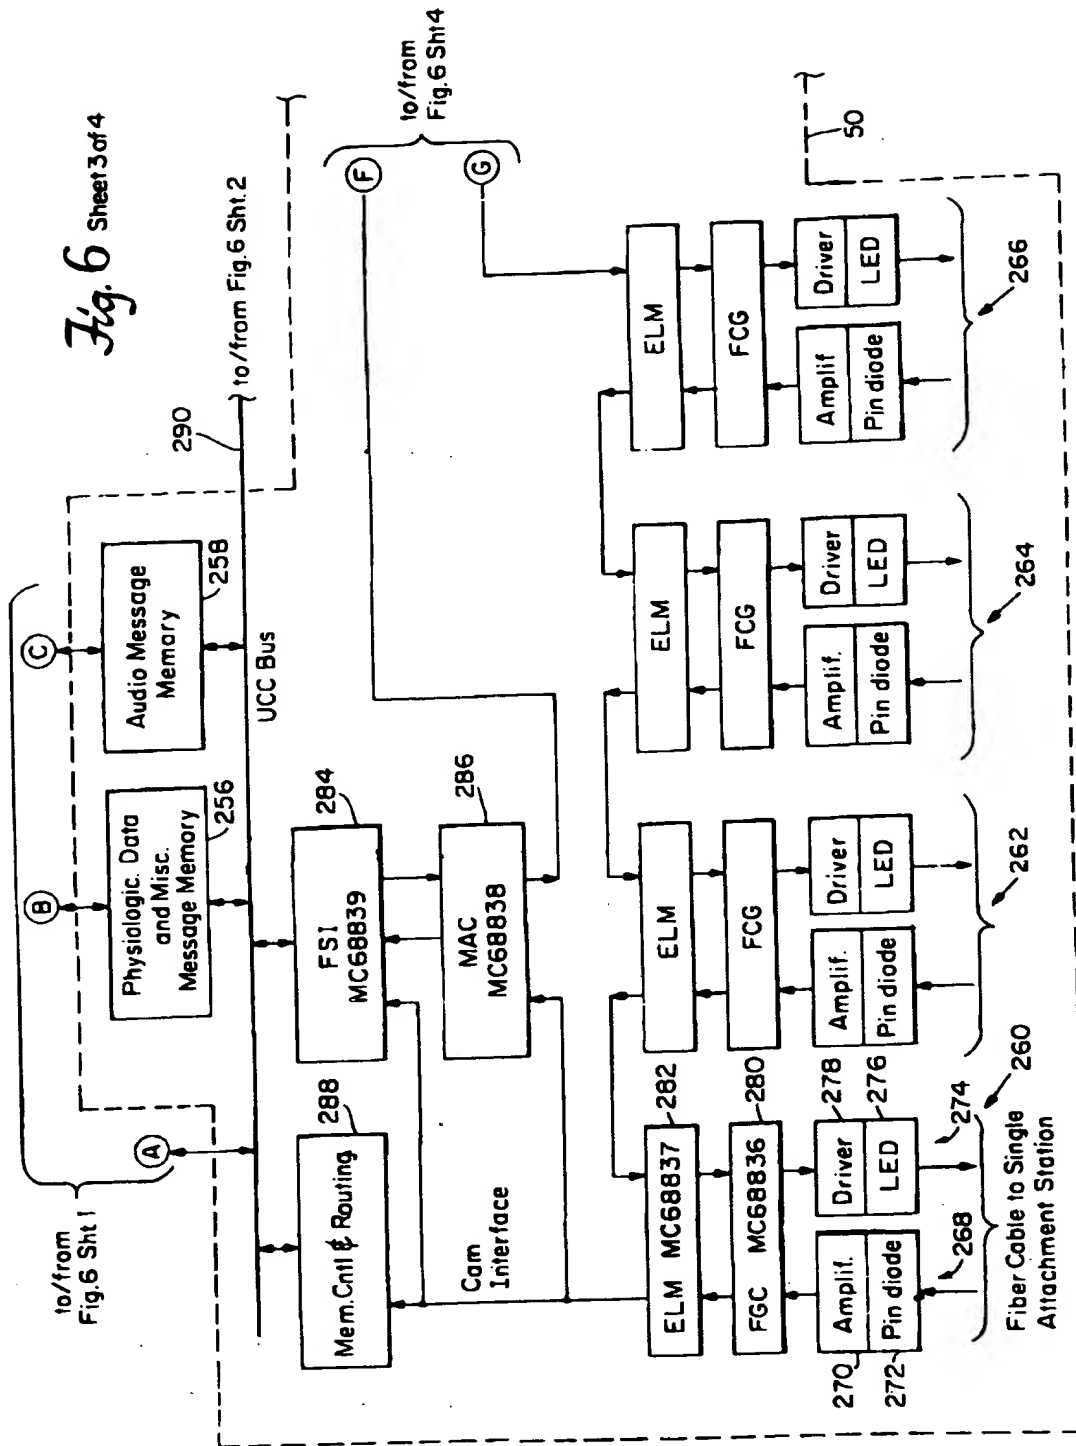 Fig. 6 Sheet 3 of 4
to/from
Fig. 6 Sht 1
A
B
C
Physiologic. Data
and Misc.
Message Memory
256
Audio Message
Memory
258
290
to/from Fig. 6 Sht. 2
UCC Bus
Mem. Cntl & Routing
288
FSI
MC68839
284
MAC
MC68838
286
Cam
Interface
F
G
to/from
Fig. 6 Sht 4
50
ELM MC68837
282
FGC MC68836
280
Amplif.
Pin diode
270
272
268
Driver
LED
278
276
274
260
Fiber Cable to Single
Attachment Station
ELM
FCG
Amplif.
Pin diode
Driver
LED
262
ELM
FCG
Amplif.
Pin diode
Driver
LED
264
ELM
FCG
Amplif
Pin diode
Driver
LED
266